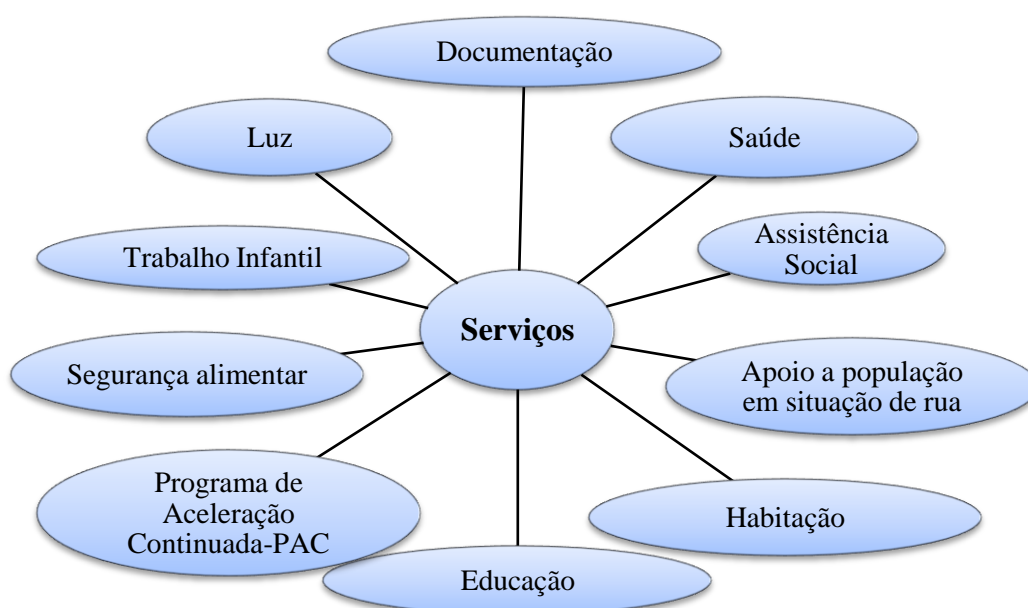 Documentação
Luz
Saúde
Trabalho Infantil
Assistência
Social
Serviços
Segurança alimentar
Apoio a população
em situação de rua
Programa de
Aceleração
Continuada-PAC
Habitação
Educação